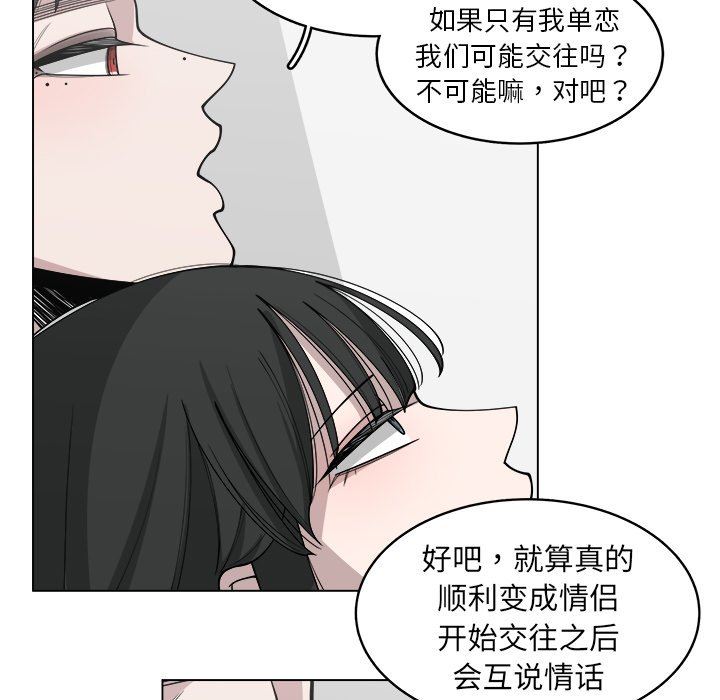 如果只有我单恋
我们可能交往吗？
不可能嘛，对吧？
好吧，就算真的
顺利变成情侣
开始交往之后
会互说情话